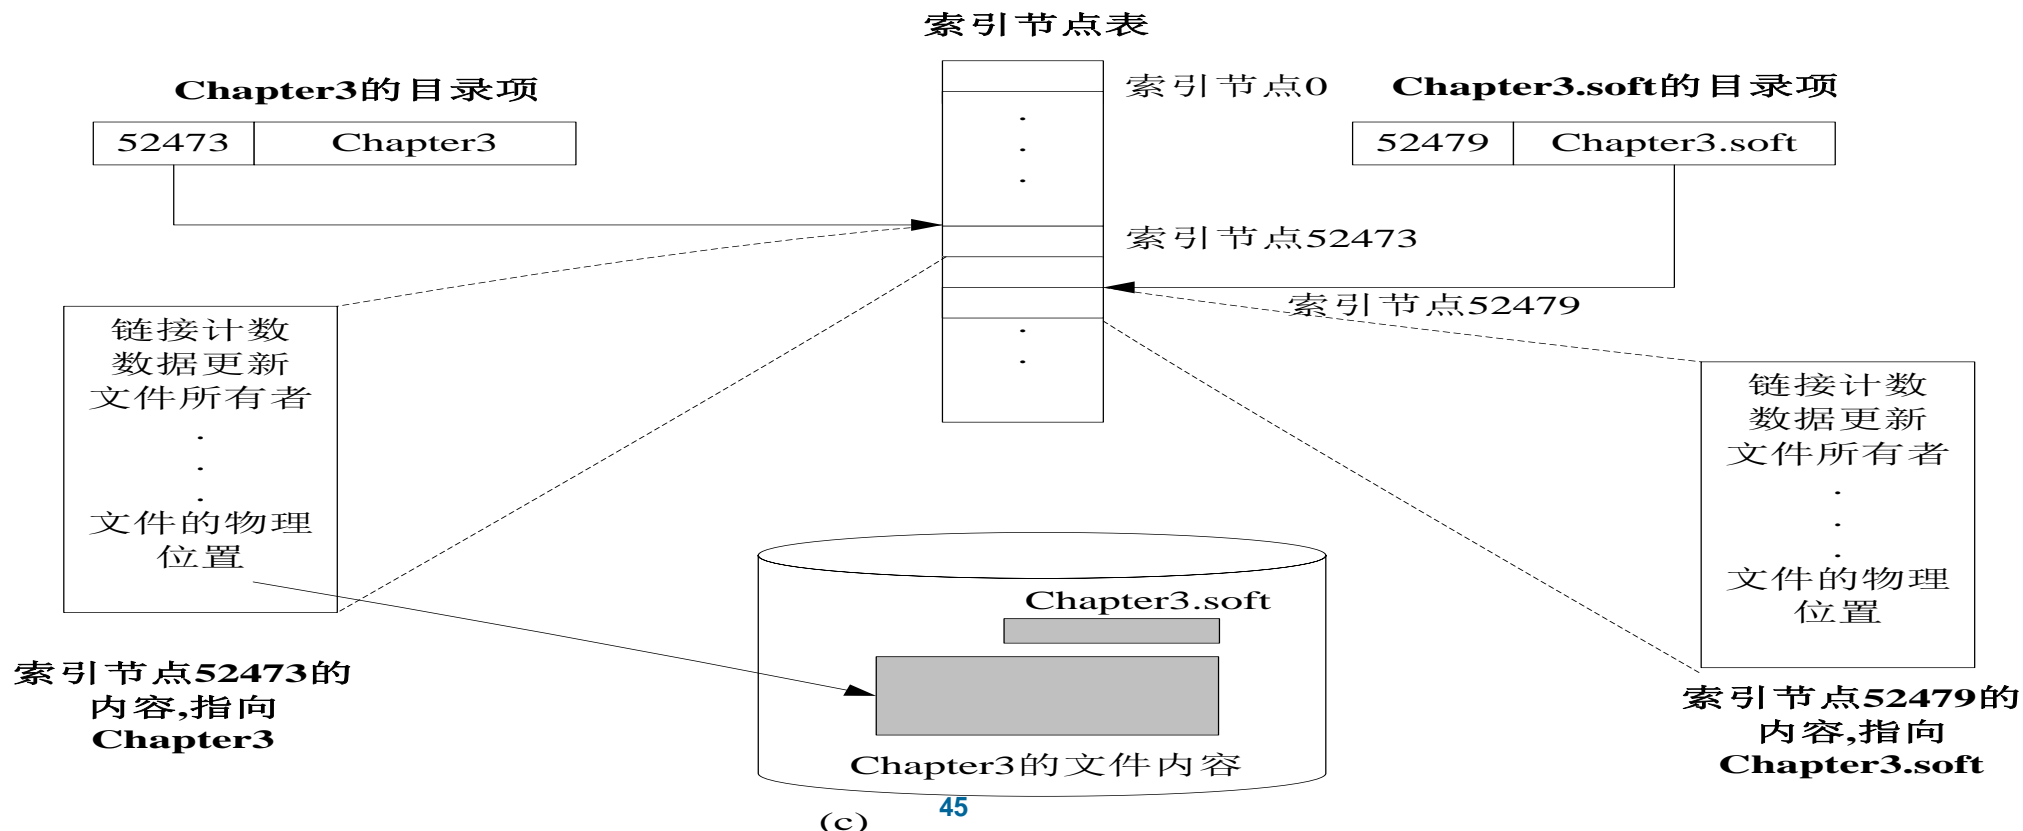 索引节点表
Chapter3的目录项
索引节点0
Chapter3.soft的目录项
52473
Chapter3
52479
Chapter3.soft
索引节点52473
索引节点52479
链接计数
数据更新
文件所有者
文件的物理
位置
链接计数
数据更新
文件所有者
文件的物理
位置
Chapter3.soft
索引节点52473的
内容,指向
Chapter3
索引节点52479的
内容,指向
Chapter3.soft
Chapter3的文件内容
45
(c)